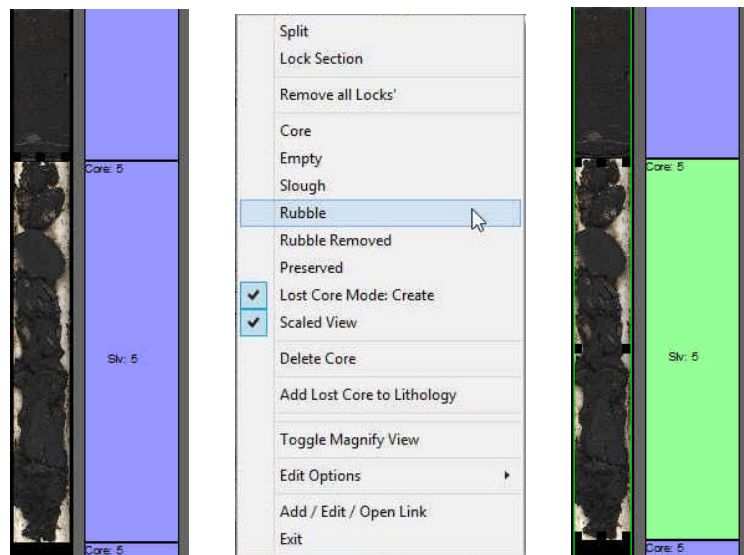 Core: 5
Slv: 5
Core: 5
Split
Lock Section
Remove all Locks'
Core
Empty
Slough
Rubble
Rubble Removed
Preserved
Lost Core Mode: Create
Scaled View
Delete Core
Add Lost Core to Lithology
Toggle Magnify View
Edit Options
Add / Edit / Open Link
Exit
Core: 5
Slv: 5
Core: 5